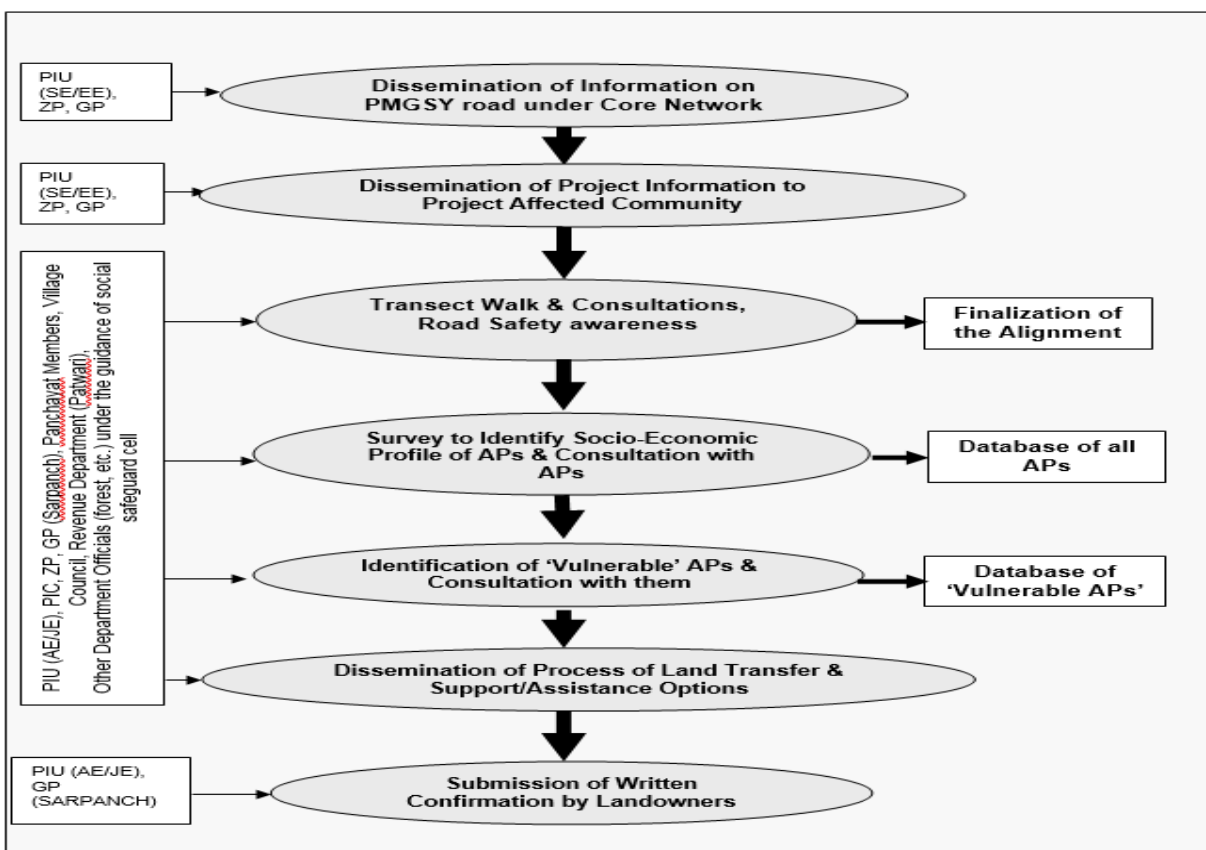 PIU
(SE/EE),
ZP, GP
Dissemination of Information on
PMGSY road under Core Network
PIU
(SE/EE),
ZP, GP
Dissemination of Project Information to
Project Affected Community
PIU (AE/JE), PIC, ZP, GP (Sarpanch), Panchayat Members, Village
Council, Revenue Department (Patwari),
Other Department Officials (forest, etc.) under the guidance of social
safeguard cell
Transect Walk & Consultations,
Road Safety awareness
Finalization of
the Alignment
Survey to Identify Socio-Economic
Profile of APs & Consultation with
APs
Database of all
APs
Identification of ‘Vulnerable’ APs &
Consultation with them
Database of
‘Vulnerable APs’
Dissemination of Process of Land Transfer &
Support/Assistance Options
PIU (AE/JE),
GP
(SARPANCH)
Submission of Written
Confirmation by Landowners